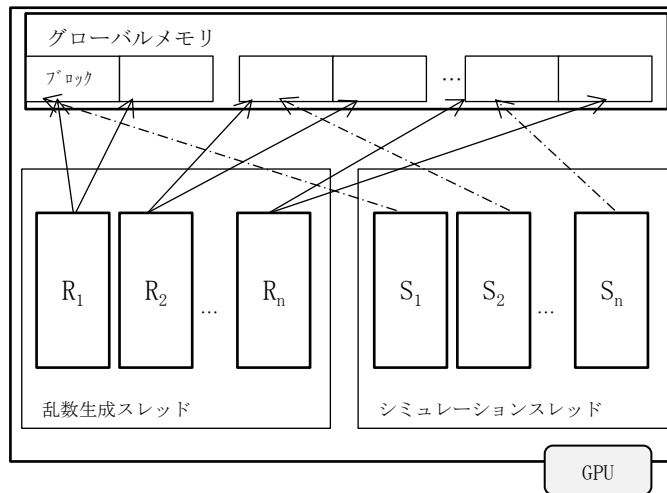 グローバルメモリ
ブロック
…
R1 R2 … Rn
S1 S2 … Sn
乱数生成スレッド
シミュレーションスレッド
GPU